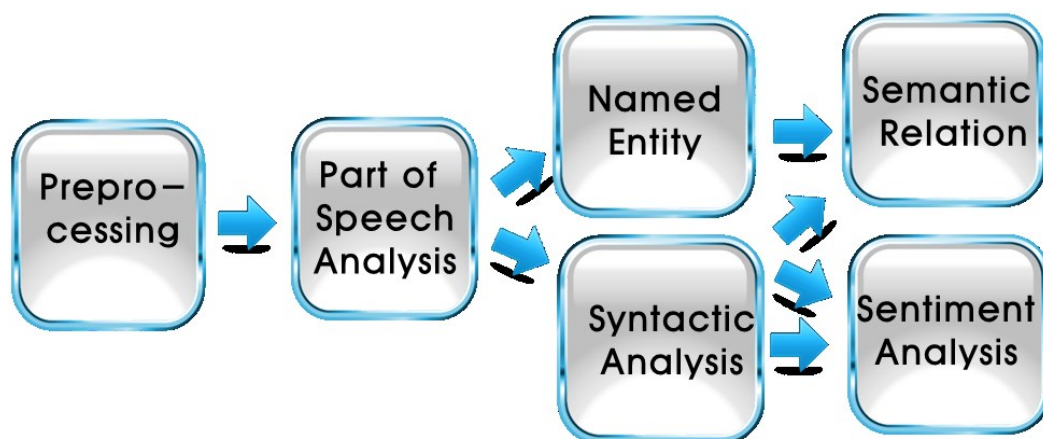 Prepro-
cessing
Part of
Speech
Analysis
Named
Entity
Syntactic
Analysis
Semantic
Relation
Sentiment
Analysis